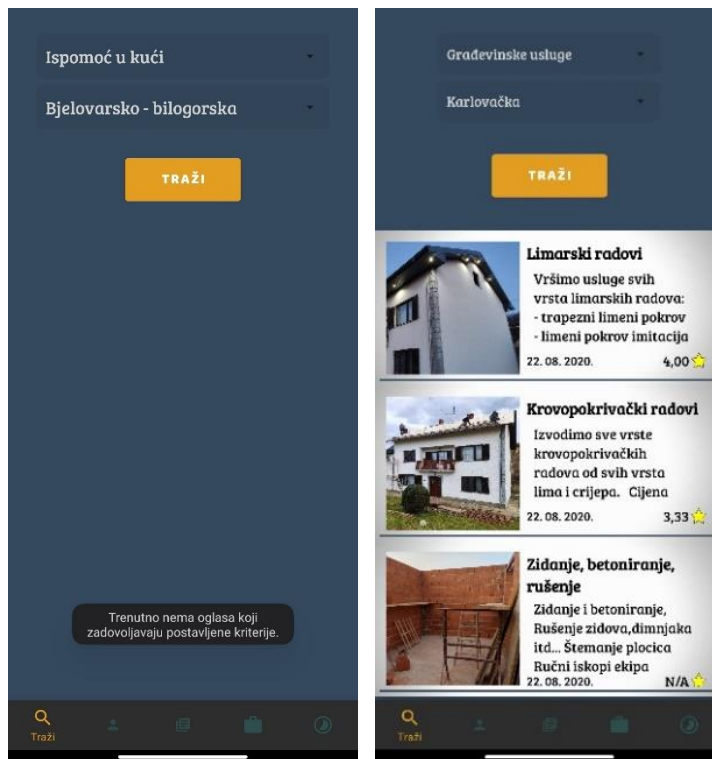 Ispomoć u kući
Bjelovarsko - bilogorska
TRAŽI
Trenutno nema oglasa koji
zadovoljavaju postavljene kriterije.
Traži
Građevinske usluge
Karlovačka
TRAŽI
Limarski radovi
Vršimo usluge svih
vrsta limarskih radova:
- trapezni limeni pokrov
- limeni pokrov imitacija
22. 08. 2020. 4,00
Krovopokrivački radovi
Izvodimo sve vrste
krovopokrivačkih
radova od svih vrsta
lima i crijepa. Cijena
22. 08. 2020. 3,33
Zidanje, betoniranje,
rušenje
Zidanje i betoniranje,
Rušenje zidova,dimnjaka
itd... Štemanje plocica
Ručni iskopi ekipa
22. 08. 2020. N/A
Traži